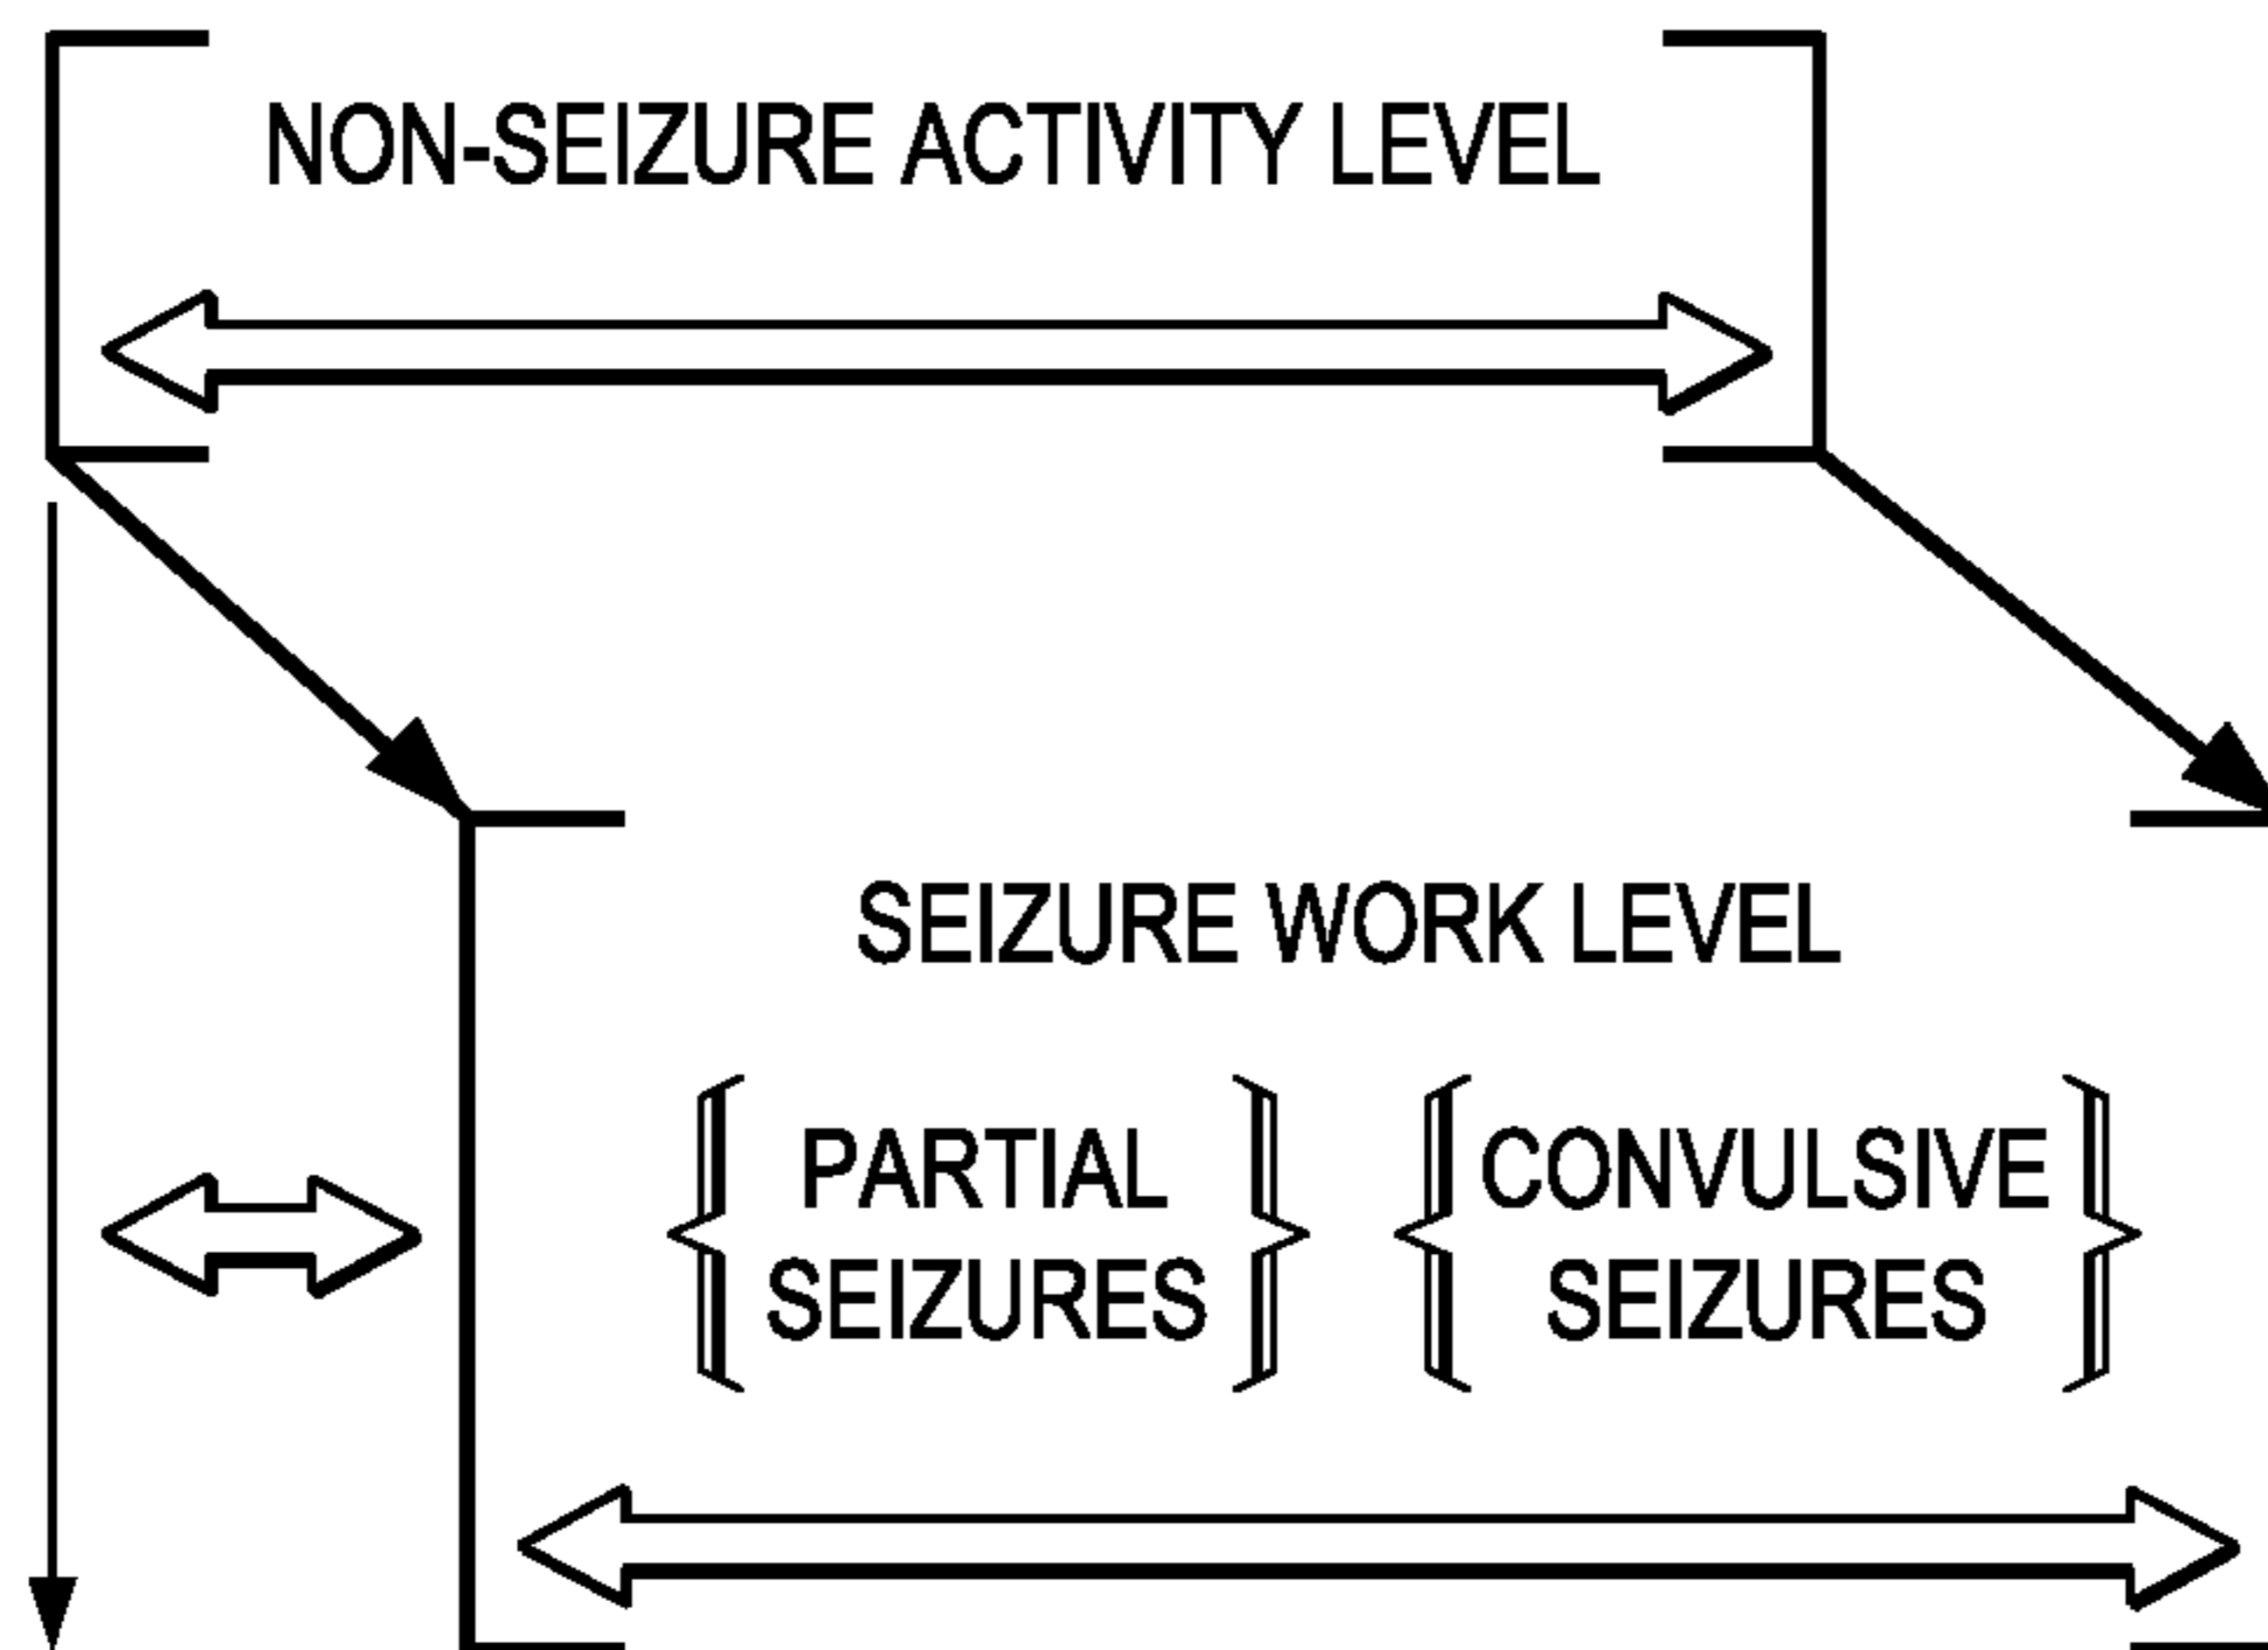 NON-SEIZURE ACTIVITY LEVEL
SEIZURE WORK LEVEL
PARTIAL
SEIZURES
CONVULSIVE
SEIZURES